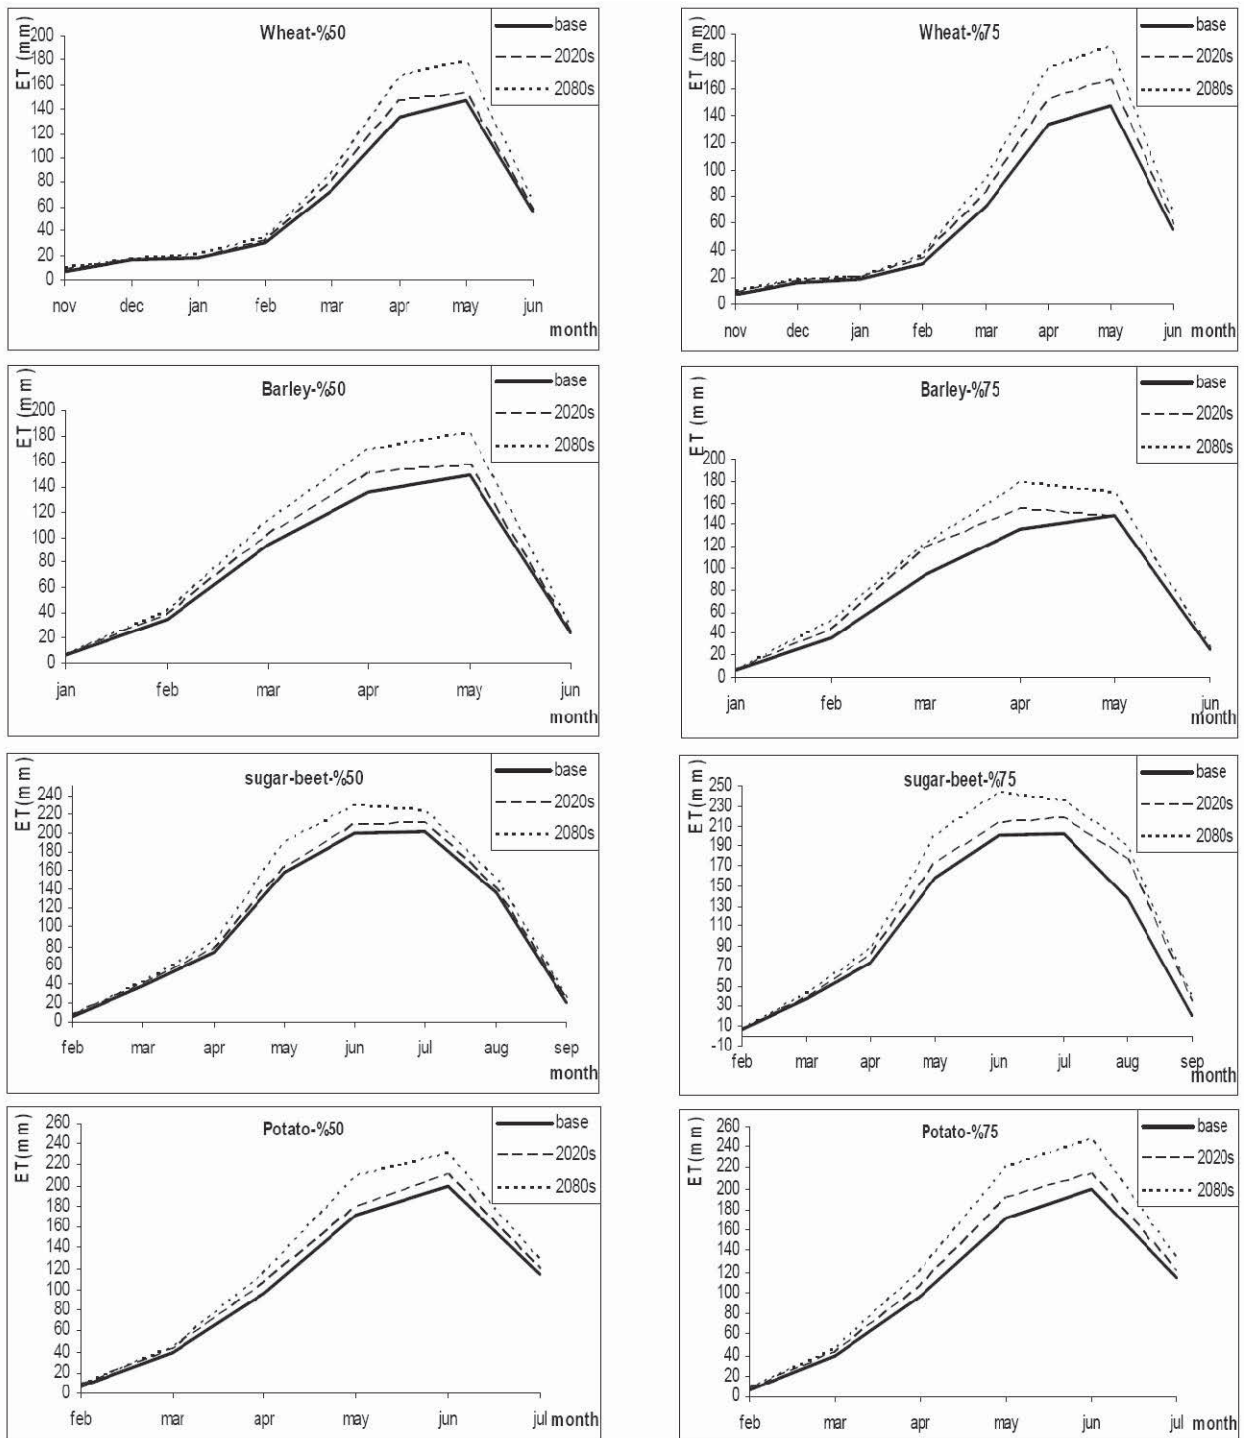 Wheat-%50
ET (mm)
base
2020s
2080s
200
180
160
140
120
100
80
60
40
20
0
nov dec jan feb mar apr may jun
month
Wheat-%75
ET (mm)
base
2020s
2080s
200
180
160
140
120
100
80
60
40
20
0
nov dec jan feb mar apr may jun
month
Barley-%50
ET (mm)
base
2020s
2080s
200
180
160
140
120
100
80
60
40
20
0
jan feb mar apr may jun
month
Barley-%75
ET (mm)
base
2020s
2080s
200
180
160
140
120
100
80
60
40
20
0
jan feb mar apr may jun
month
sugar-beet-%50
ET(mm)
base
2020s
2080s
240
220
200
180
160
140
120
100
80
60
40
20
0
feb mar apr may jun jul aug sep
month
sugar-beet-%75
ET(mm)
base
2020s
2080s
250
230
210
190
170
150
130
110
90
70
50
30
10
-10
feb mar apr may jun jul aug sep
month
Potato-%50
ET(mm)
base
2020s
2080s
260
240
220
200
180
160
140
120
100
80
60
40
20
0
feb mar apr may jun jul month
Potato-%75
ET(mm)
base
2020s
2080s
260
240
220
200
180
160
140
120
100
80
60
40
20
0
feb mar apr may jun jul month